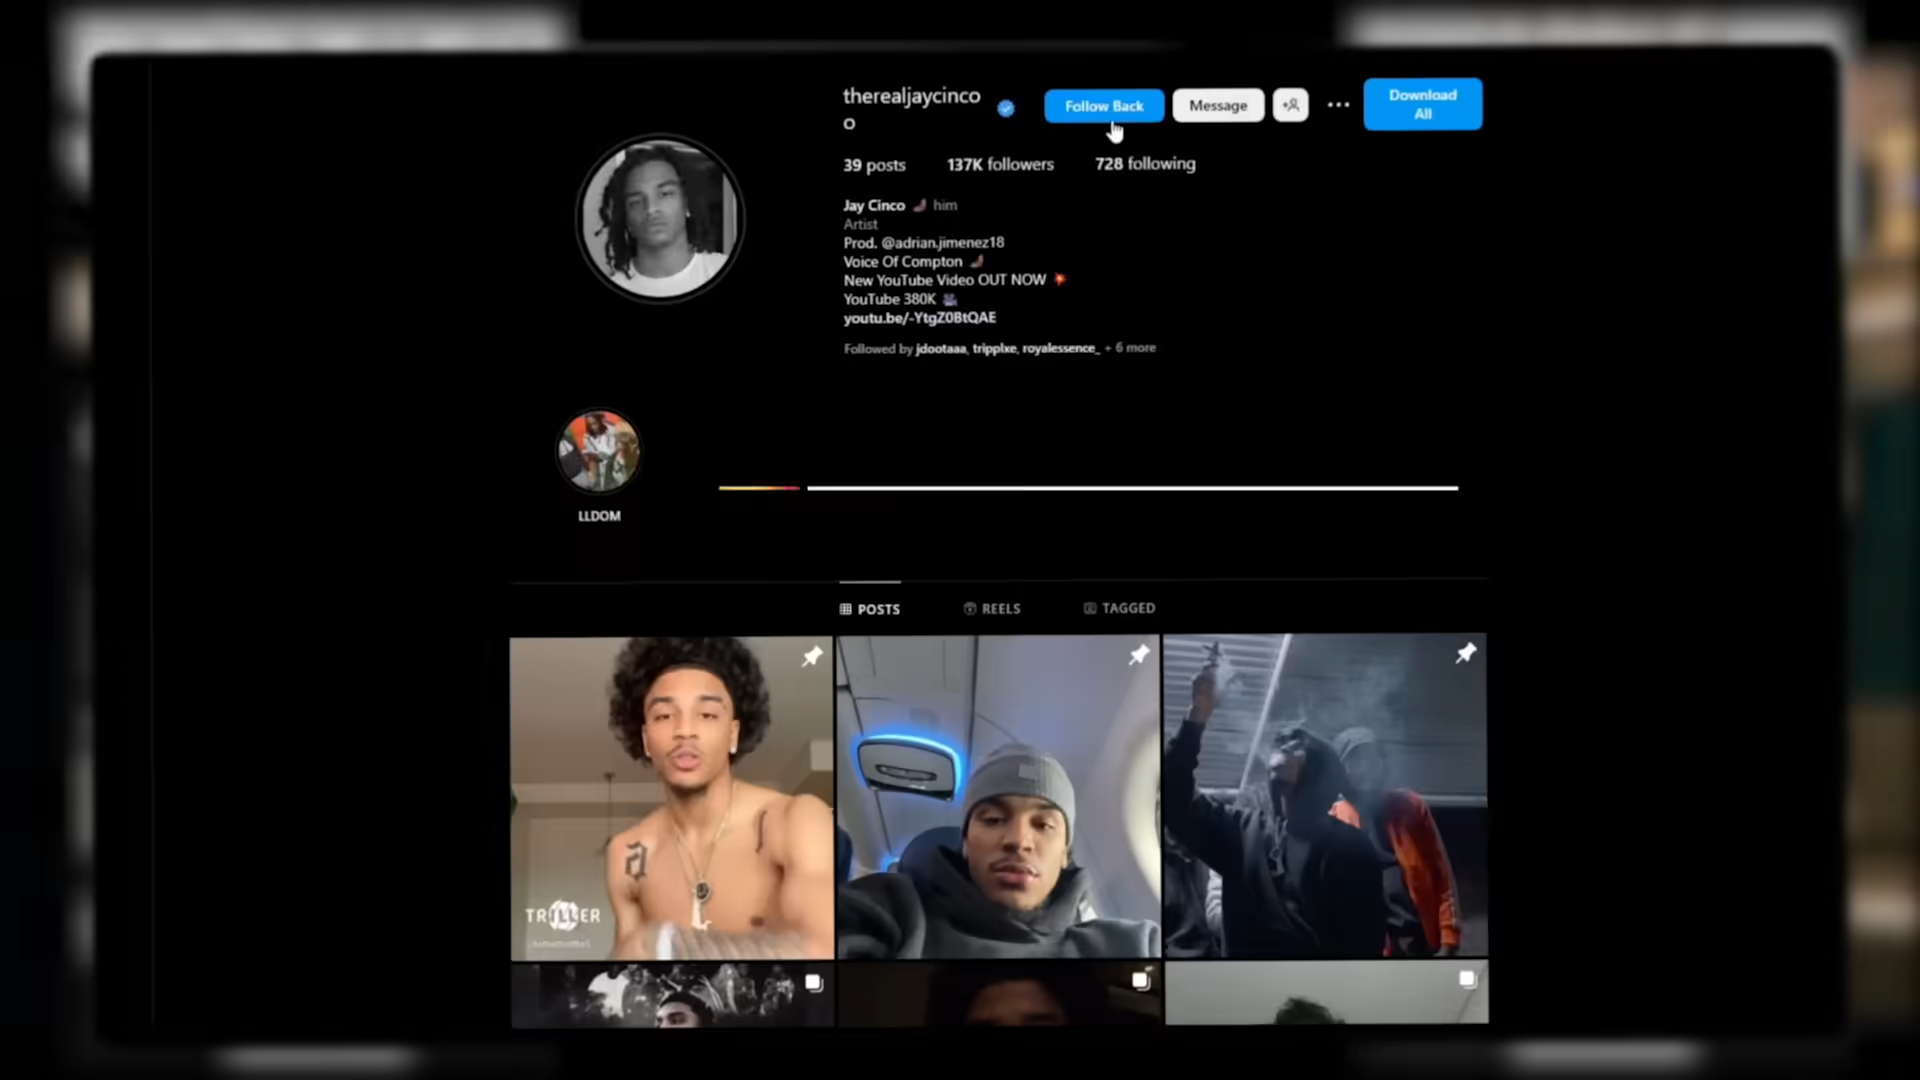 therealjaycinco
o
Follow Back
Message
Download
All
39 posts
137K followers
728 following
Jay Cinco him
Artist
Prod. @adrian.jimenez18
Voice Of Compton
New YouTube Video OUT NOW
YouTube 380K
youtu.be/-YtgZ0BtQAE
Followed by jdootaaa, tripplxe, royalessence_ + 6 more
LLDOM
POSTS
REELS
TAGGED
TRILLER